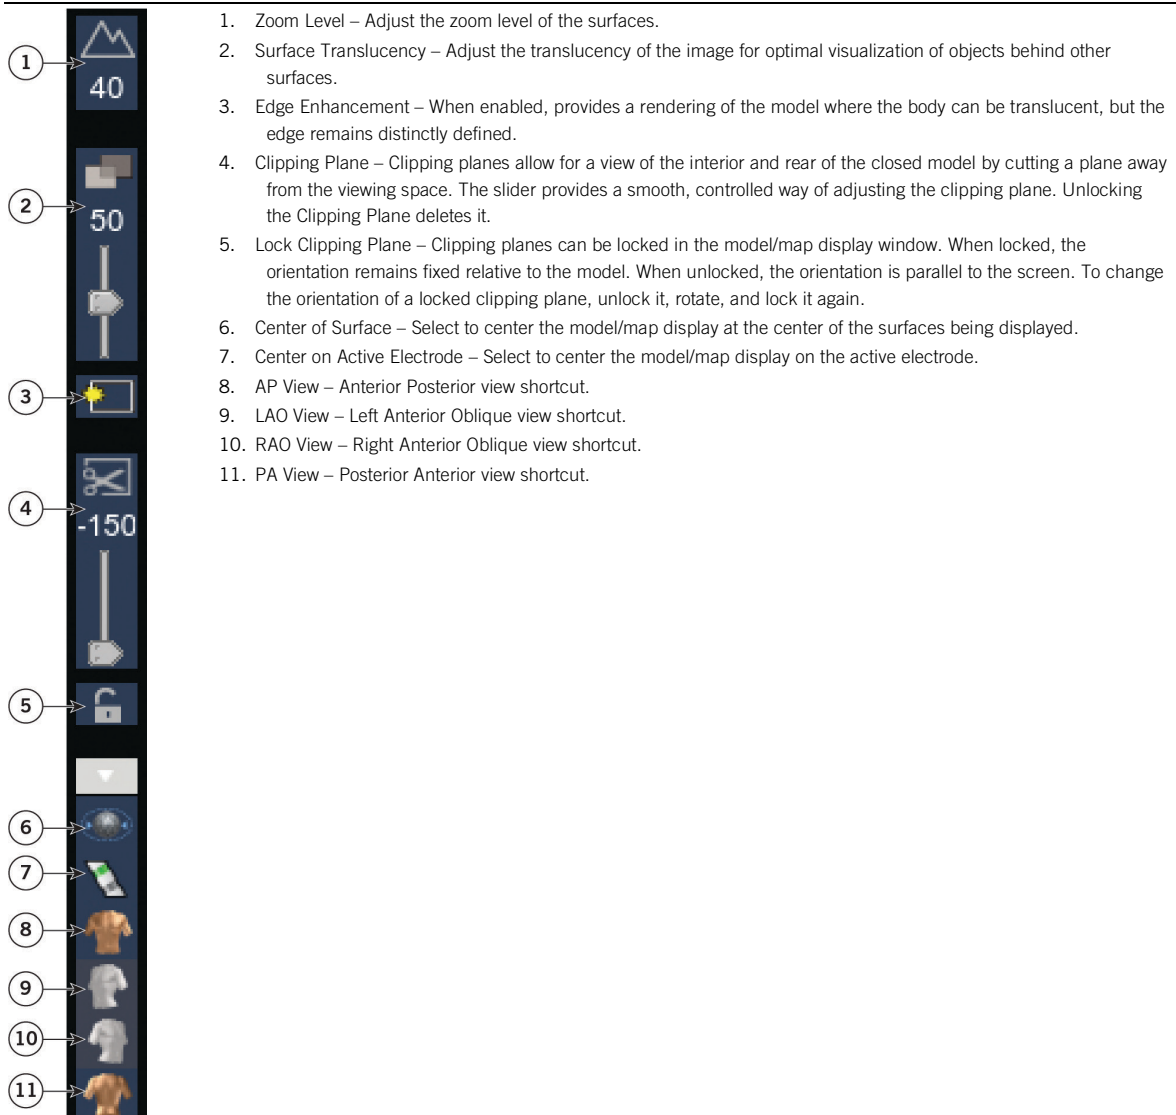 1
40
2
50
3
4
-150
5
6
7
8
9
10
11
1. Zoom Level – Adjust the zoom level of the surfaces.
2. Surface Translucency – Adjust the translucency of the image for optimal visualization of objects behind other
surfaces.
3. Edge Enhancement – When enabled, provides a rendering of the model where the body can be translucent, but the
edge remains distinctly defined.
4. Clipping Plane – Clipping planes allow for a view of the interior and rear of the closed model by cutting a plane away
from the viewing space. The slider provides a smooth, controlled way of adjusting the clipping plane. Unlocking
the Clipping Plane deletes it.
5. Lock Clipping Plane – Clipping planes can be locked in the model/map display window. When locked, the
orientation remains fixed relative to the model. When unlocked, the orientation is parallel to the screen. To change
the orientation of a locked clipping plane, unlock it, rotate, and lock it again.
6. Center of Surface – Select to center the model/map display at the center of the surfaces being displayed.
7. Center on Active Electrode – Select to center the model/map display on the active electrode.
8. AP View – Anterior Posterior view shortcut.
9. LAO View – Left Anterior Oblique view shortcut.
10. RAO View – Right Anterior Oblique view shortcut.
11. PA View – Posterior Anterior view shortcut.